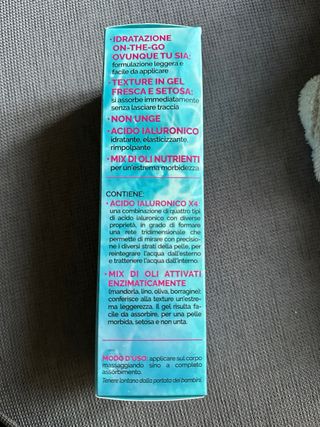 • IDRATAZIONE
ON-THE-GO
OVUNQUE TU SIA:
formulazione leggera e
facile da applicare
• TEXTURE IN GEL
FRESCA E SETOSA:
si assorbe immediatamente
senza lasciare traccia
• NON UNGE
• ACIDO IALURONICO
idratante, elasticizzante,
rimpolpante
• MIX DI OLI NUTRIENTI
per un'estrema morbidezza
CONTIENE:
• ACIDO IALURONICO X4:
una combinazione di quattro tipi
di acido ialuronico con diverse
proprietà, in grado di formare
una rete tridimensionale che
permette di mirare con precisio-
ne i diversi strati della pelle, per
reintegrare l'acqua dall'esterno
e trattenere l'acqua dall'interno.
• MIX DI OLI ATTIVATI
ENZIMATICAMENTE
(mandorla, lino, oliva, borragine):
conferisce alla texture un'estre-
ma leggerezza. Il gel risulta faci-
le da assorbire, per una pelle
morbida, setosa e non unta.
MODO D'USO: applicare sul corpo
massaggiando sino a completo
assorbimento.
Tenere lontano dalla portata dei bambini.